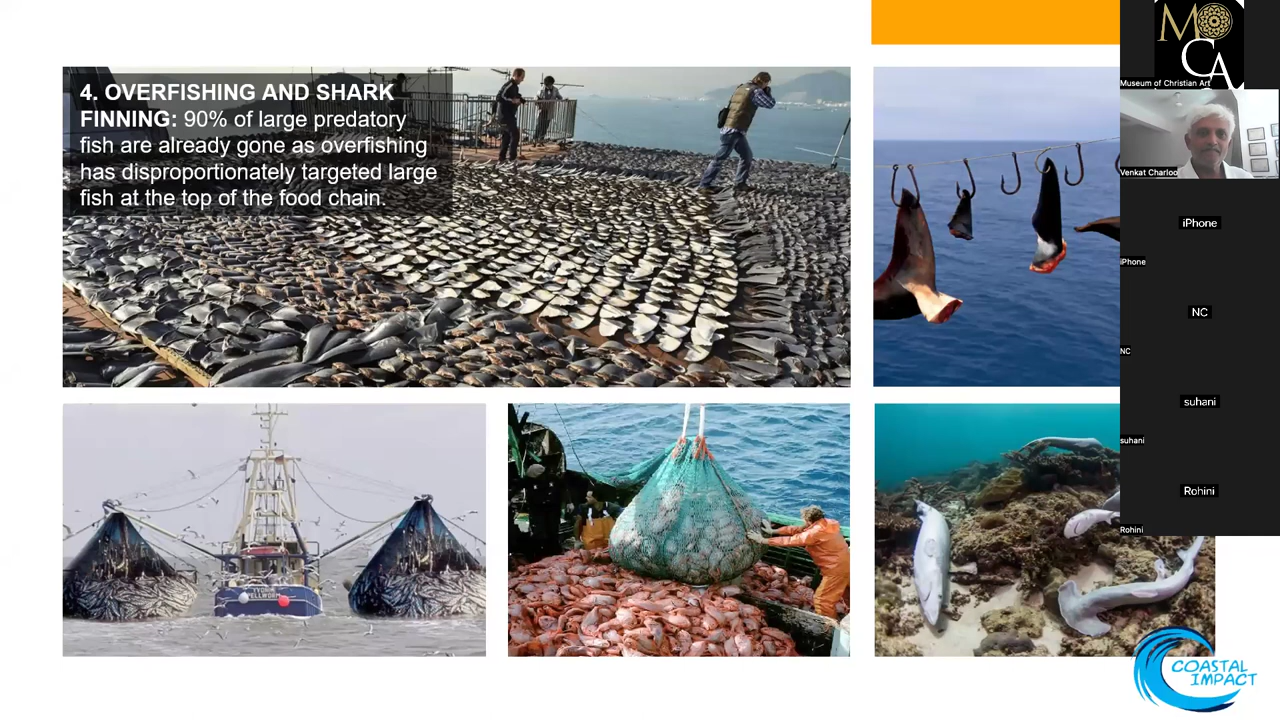 4. OVERFISHING AND SHARK
FINNING: 90% of large predatory
fish are already gone as overfishing
has disproportionately targeted large
fish at the top of the food chain.
MOCA
Museum of Christian Art
Venkat Charloo
iPhone
iPhone
NC
NC
suhani
suhani
Rohini
Rohini
COASTAL
IMPACT